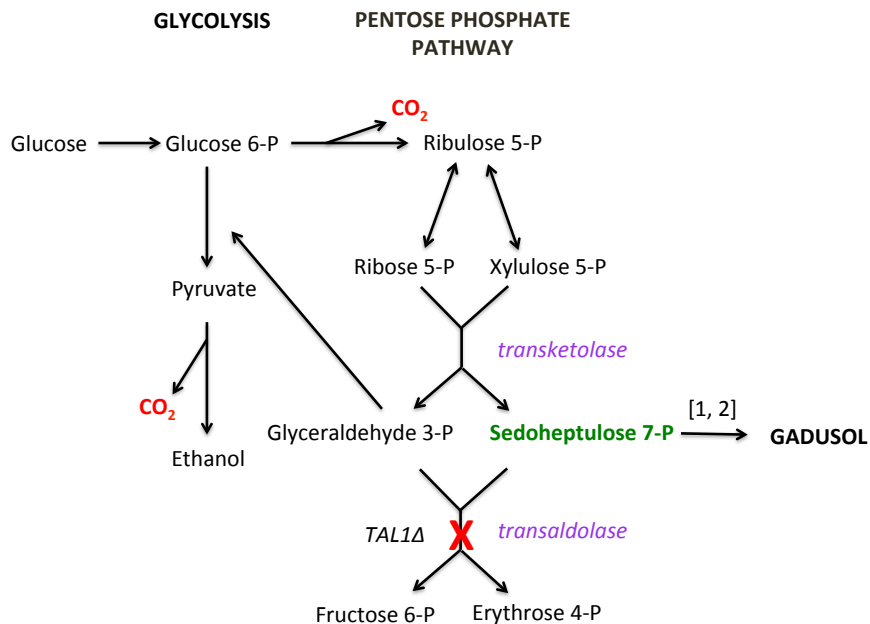 GLYCOLYSIS
PENTOSE PHOSPHATE
PATHWAY
CO₂
Glucose
Glucose 6-P
Ribulose 5-P
Ribose 5-P
Xylulose 5-P
Pyruvate
transketolase
CO₂
[1, 2]
Glyceraldehyde 3-P
Sedoheptulose 7-P
GADUSOL
Ethanol
TAL1Δ
X
transaldolase
Fructose 6-P
Erythrose 4-P